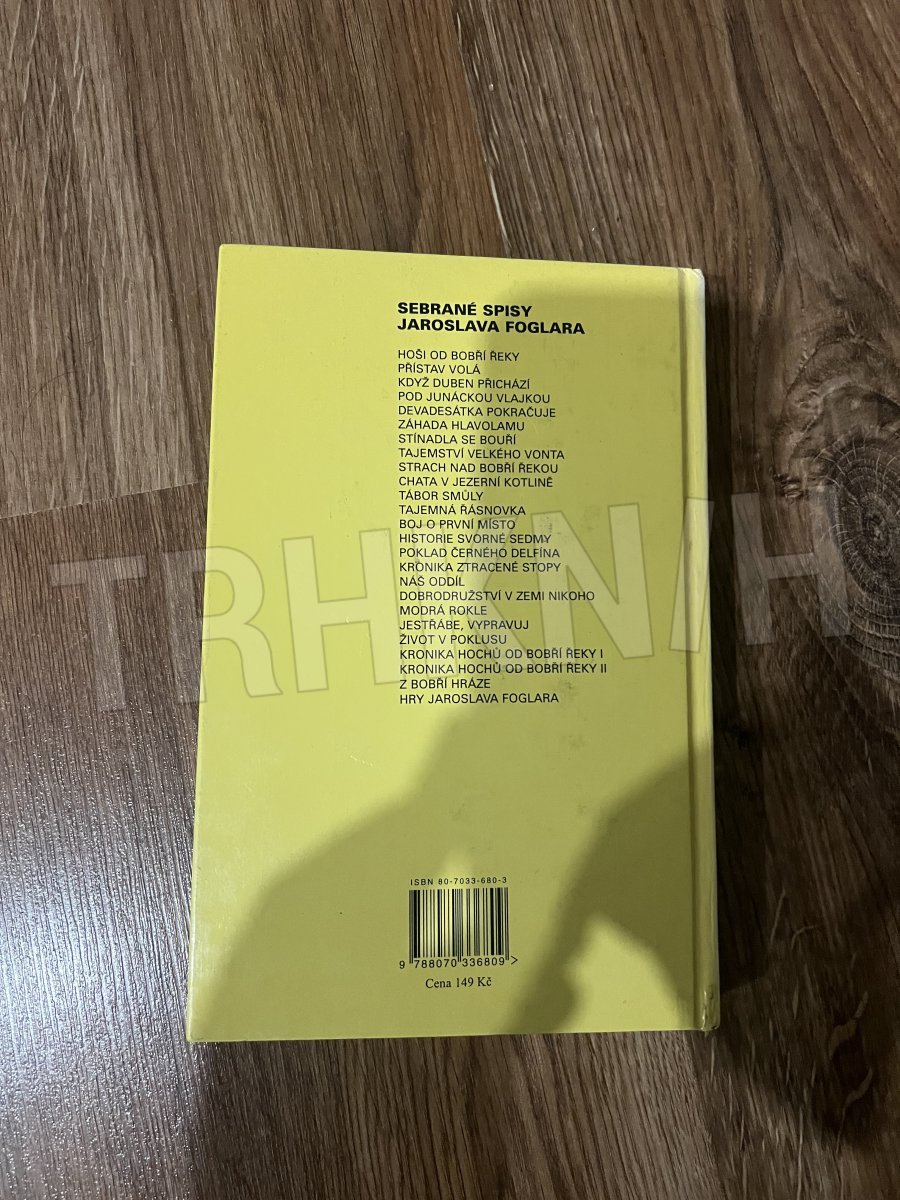 SEBRANÉ SPISY
JAROSLAVA FOGLARA
HOŠI OD BOBŘÍ ŘEKY
PŘÍSTAV VOLÁ
KDYŽ DUBEN PŘICHÁZÍ
POD JUNÁCKOU VLAJKOU
DEVADESÁTKA POKRAČUJE
ZÁHADA HLAVOLAMU
STÍNADLA SE BOUŘÍ
TAJEMSTVÍ VELKÉHO VONTA
STRACH NAD BOBŘÍ ŘEKOU
CHATA V JEZERNÍ KOTLINĚ
TÁBOR SMŮLY
TAJEMNÁ ŘÁSNOVKA
BOJ O PRVNÍ MÍSTO
HISTORIE SVORNÉ SEDMY
POKLAD ČERNÉHO DELFÍNA
KRONIKA ZTRACENÉ STOPY
NÁŠ ODDÍL
DOBRODRUŽSTVÍ V ZEMI NIKOHO
MODRÁ ROKLE
JESTŘÁBE, VYPRAVUJ
ŽIVOT V POKLUSU
KRONIKA HOCHŮ OD BOBŘÍ ŘEKY I
KRONIKA HOCHŮ OD BOBŘÍ ŘEKY II
Z BOBŘÍ HRÁZE
HRY JAROSLAVA FOGLARA
TRHKNIH
ISBN 80-7033-680-3
9 788070 336809 >
Cena 149 Kč